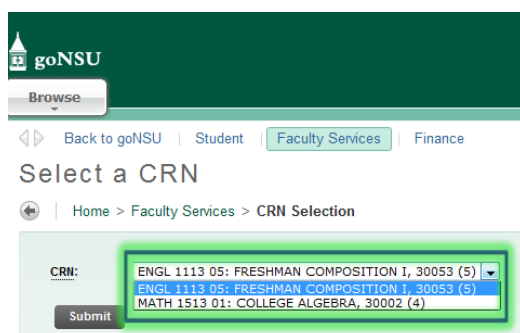 goNSU
Browse
Back to goNSU | Student | Faculty Services | Finance
Select a CRN
Home > Faculty Services > CRN Selection
CRN: ENGL 1113 05: FRESHMAN COMPOSITION I, 30053 (5)
ENGL 1113 05: FRESHMAN COMPOSITION I, 30053 (5)
MATH 1513 01: COLLEGE ALGEBRA, 30002 (4)
Submit